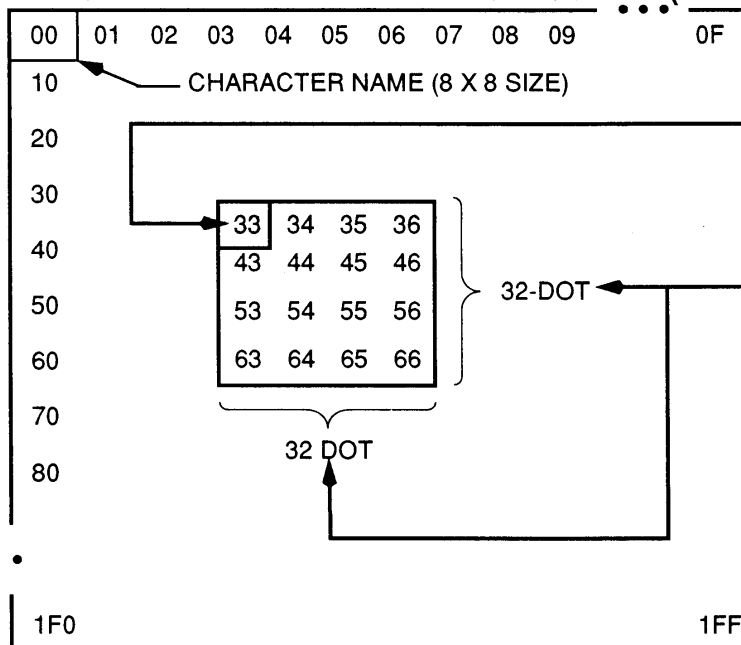 00 01 02 03 04 05 06 07 08 09 0F
10 CHARACTER NAME (8 X 8 SIZE)
20
30
33 34 35 36
40
43 44 45 46
32-DOT
50
53 54 55 56
60
63 64 65 66
70
32 DOT
80
1F0 1FF